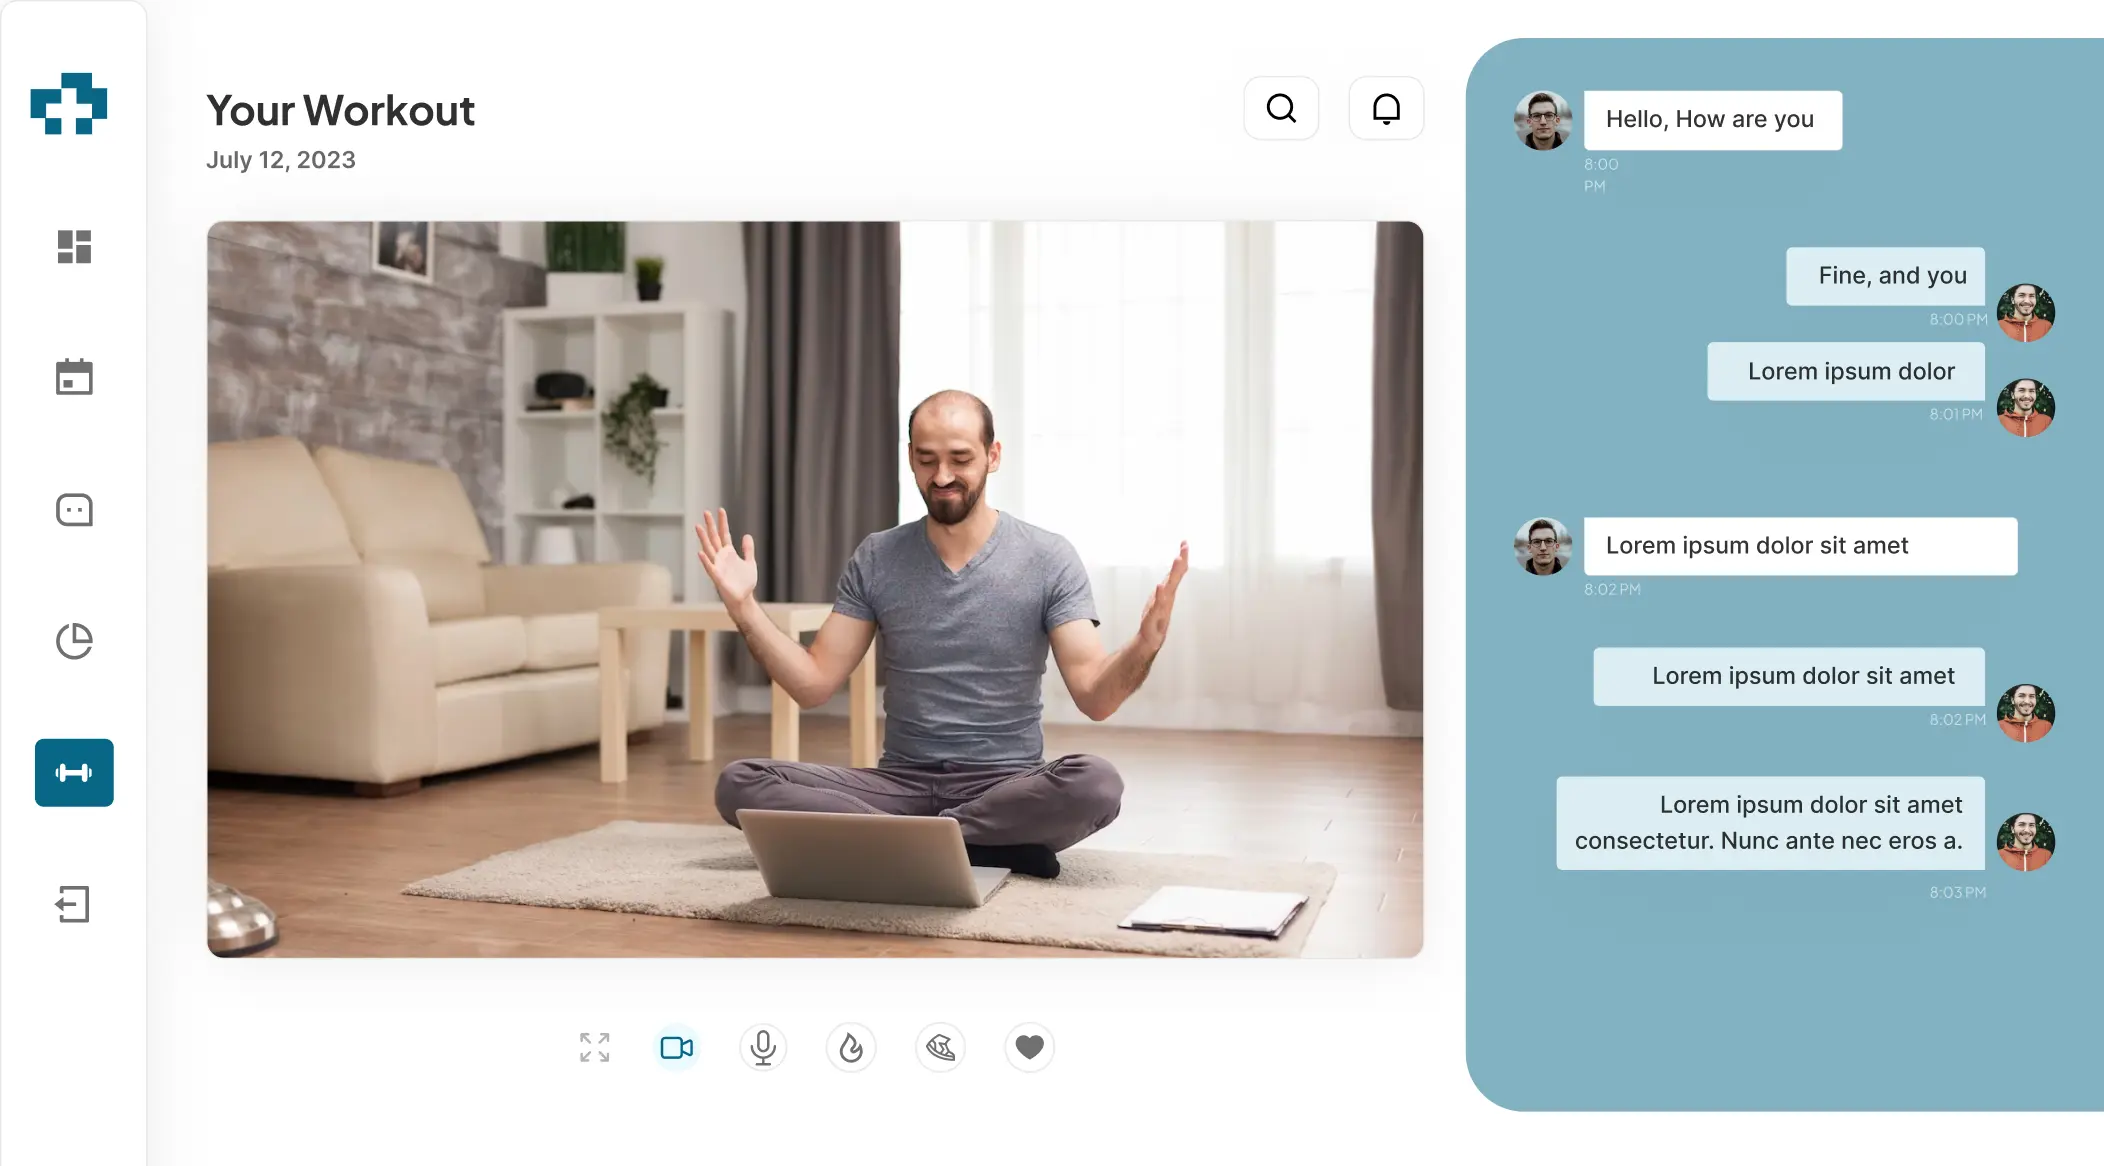 Your Workout
July 12, 2023
Hello, How are you
8:00
PM
Fine, and you
8:00 PM
Lorem ipsum dolor
8:01 PM
Lorem ipsum dolor sit amet
8:02 PM
Lorem ipsum dolor sit amet
8:02 PM
Lorem ipsum dolor sit amet
consectetur. Nunc ante nec eros a.
8:03 PM